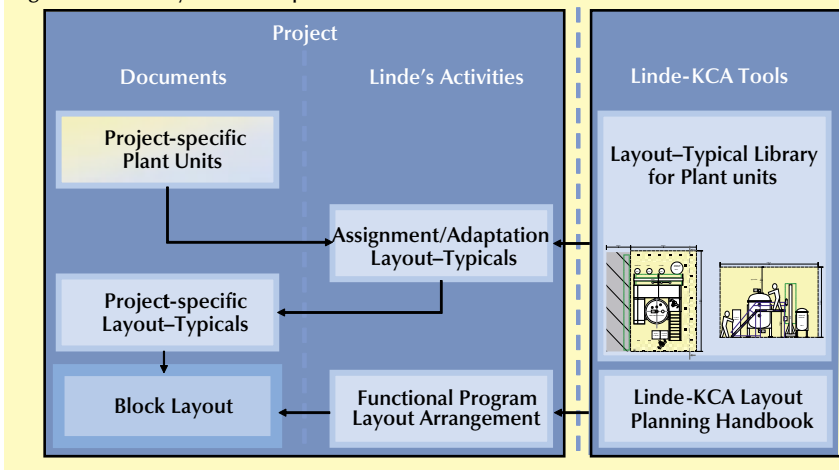 Project
Documents
Linde's Activities
Linde-KCA Tools
Project-specific
Plant Units
Layout–Typical Library
for Plant units
Assignment/Adaptation
Layout–Typicals
Project-specific
Layout–Typicals
Block Layout
Functional Program
Layout Arrangement
Linde-KCA Layout
Planning Handbook